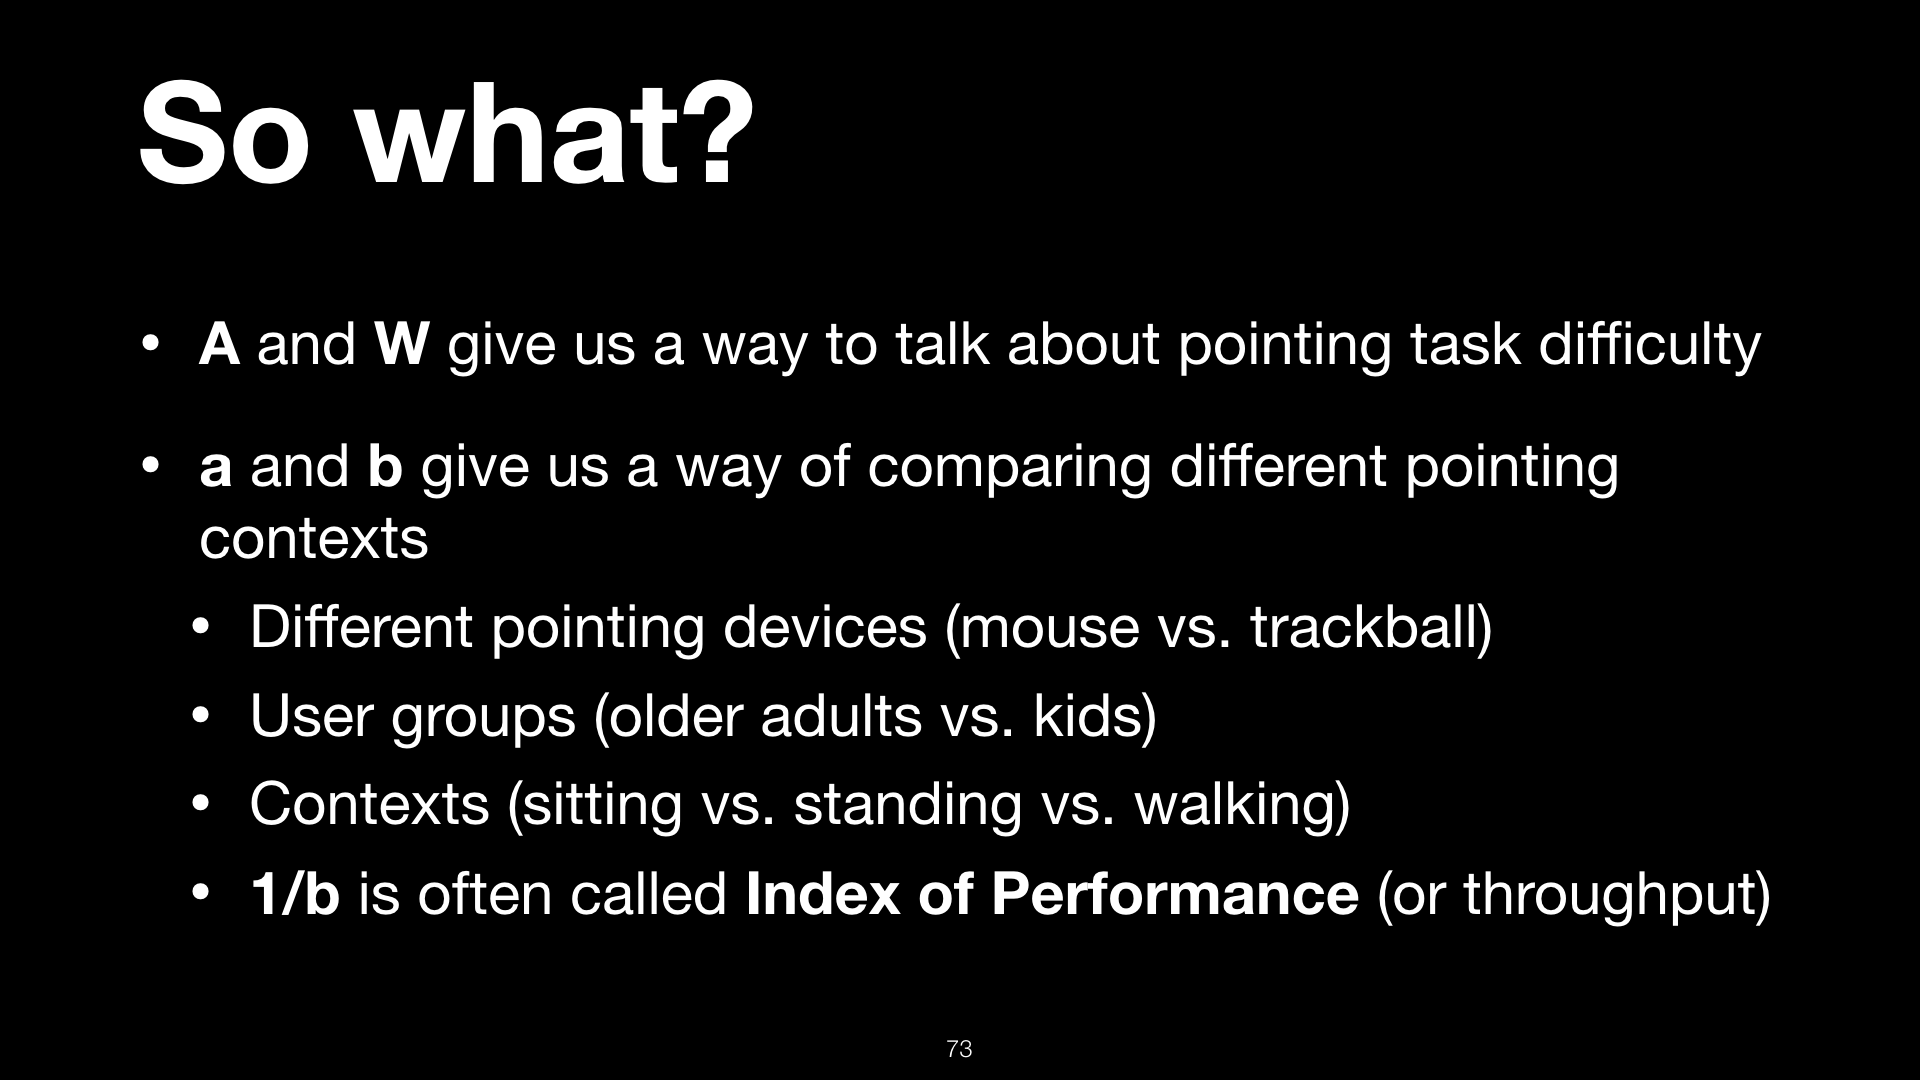 So what?
• A and W give us a way to talk about pointing task difficulty
• a and b give us a way of comparing different pointing
contexts
• Different pointing devices (mouse vs. trackball)
• User groups (older adults vs. kids)
• Contexts (sitting vs. standing vs. walking)
• 1/b is often called Index of Performance (or throughput)
73